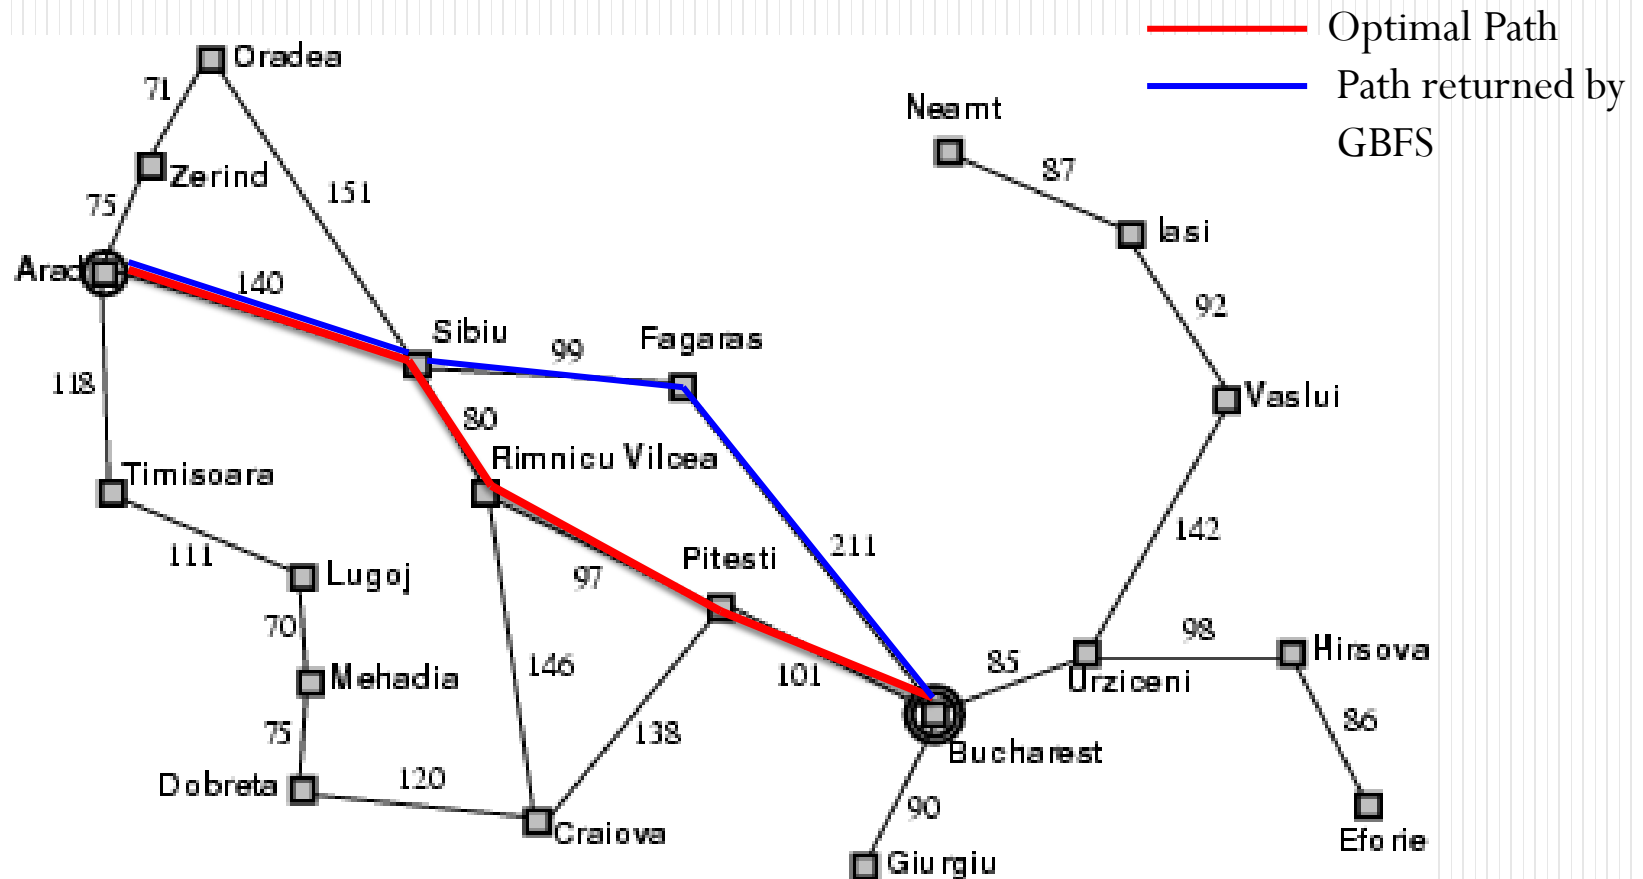 Optimal Path
Path returned by
GBFS
Oradea
71
Neamt
87
Zerind
151
75
Iasi
Arad
140
92
Sibiu
Fagaras
99
118
Vaslui
80
Rimnicu Vilcea
Timisoara
142
211
111
Pitesti
Lugoj
97
70
98
Hirsova
146
85
101
Mehadia
Urziceni
75
138
86
Bucharest
Dobreta
120
90
Craiova
Eforie
Giurgiu